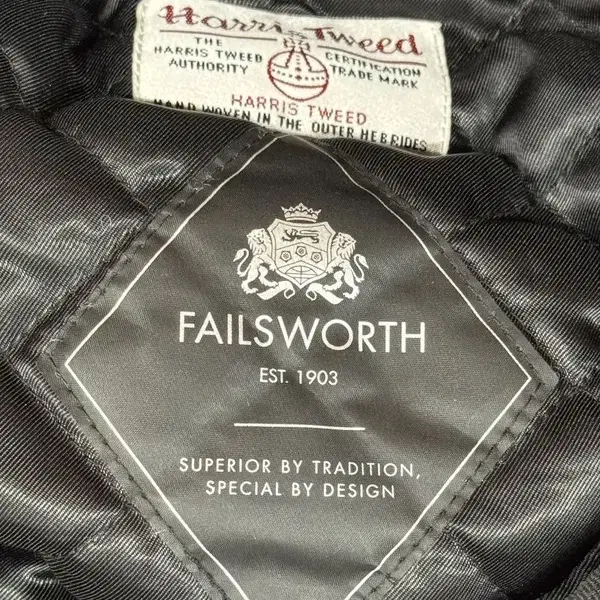 Harris Tweed
THE
HARRIS TWEED
AUTHORITY
CERTIFICATION
TRADE MARK
HARRIS TWEED
HAND WOVEN IN THE OUTER HEBRIDES
FAILSWORTH
EST. 1903
SUPERIOR BY TRADITION,
SPECIAL BY DESIGN